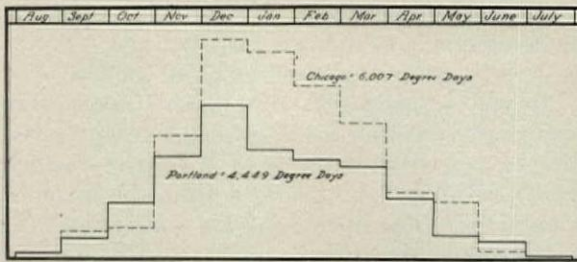 Aug Sept Oct Nov Dec Jan Feb Mar Apr May June July
Chicago - 6,007 Degree Days
Portland - 4,449 Degree Days